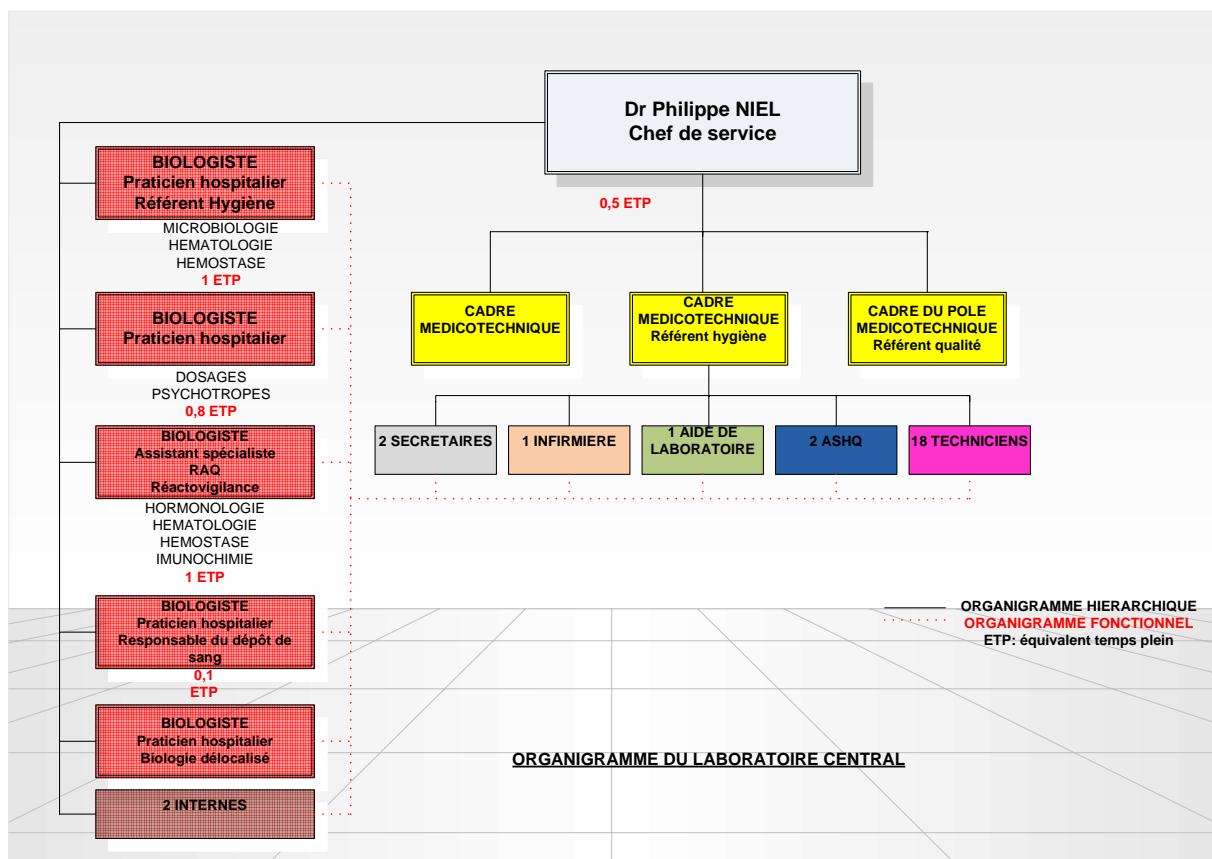 Dr Philippe NIEL
Chef de service
0,5 ETP
BIOLOGISTE
Praticien hospitalier
Référent Hygiène
MICROBIOLOGIE
HEMATOLOGIE
HEMOSTASE
1 ETP
BIOLOGISTE
Praticien hospitalier
DOSAGES
PSYCHOTROPES
0,8 ETP
BIOLOGISTE
Assistant spécialiste
RAQ
Réactovigilance
HORMONOLOGIE
HEMATOLOGIE
HEMOSTASE
IMUNOCHIMIE
1 ETP
BIOLOGISTE
Praticien hospitalier
Responsable du dépôt de
sang
0,1
ETP
BIOLOGISTE
Praticien hospitalier
Biologie délocalisé
2 INTERNES
CADRE
MEDICOTECHNIQUE
CADRE
MEDICOTECHNIQUE
Référent hygiène
CADRE DU POLE
MEDICOTECHNIQUE
Référent qualité
2 SECRETAIRES
1 INFIRMIERE
1 AIDE DE
LABORATOIRE
2 ASHQ
18 TECHNICIENS
ORGANIGRAMME HIERARCHIQUE
ORGANIGRAMME FONCTIONNEL
ETP: équivalent temps plein
ORGANIGRAMME DU LABORATOIRE CENTRAL